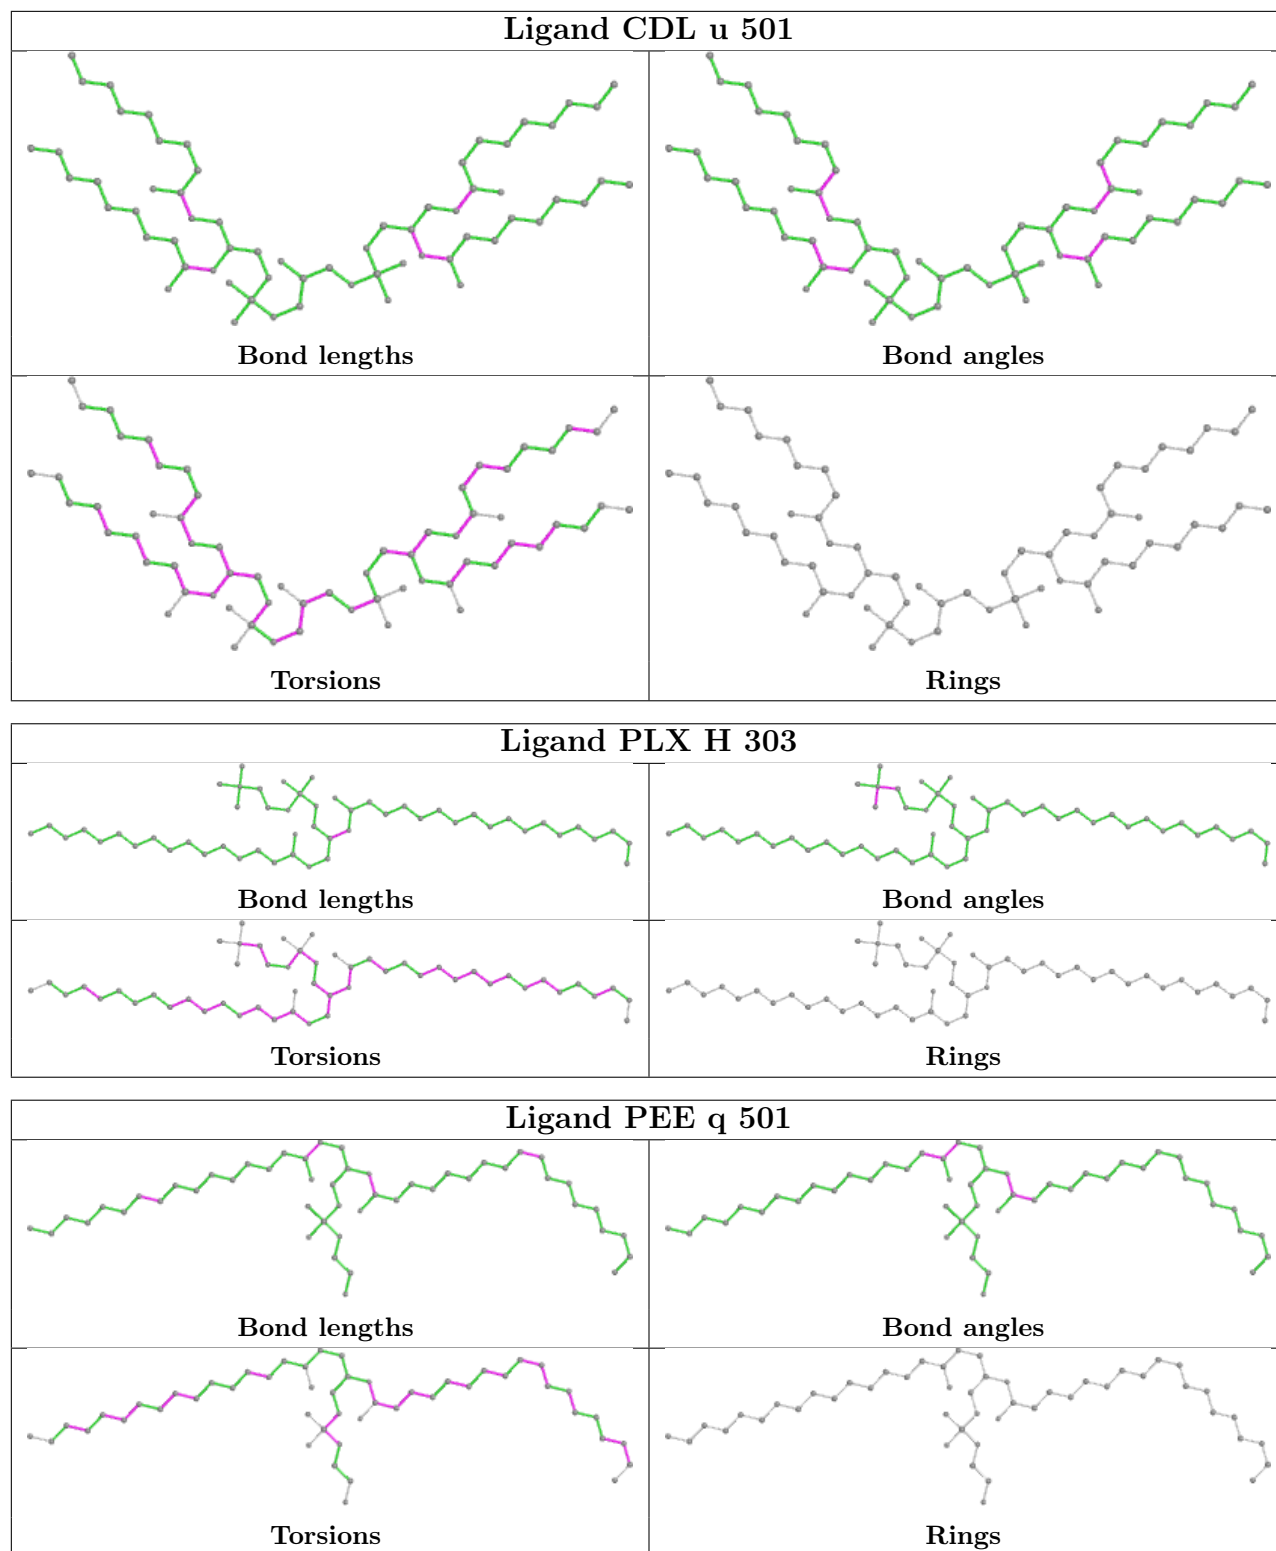 Ligand CDL u 501
Bond lengths
Bond angles
Torsions
Rings
Ligand PLX H 303
Bond lengths
Bond angles
Torsions
Rings
Ligand PEE q 501
Bond lengths
Bond angles
Torsions
Rings